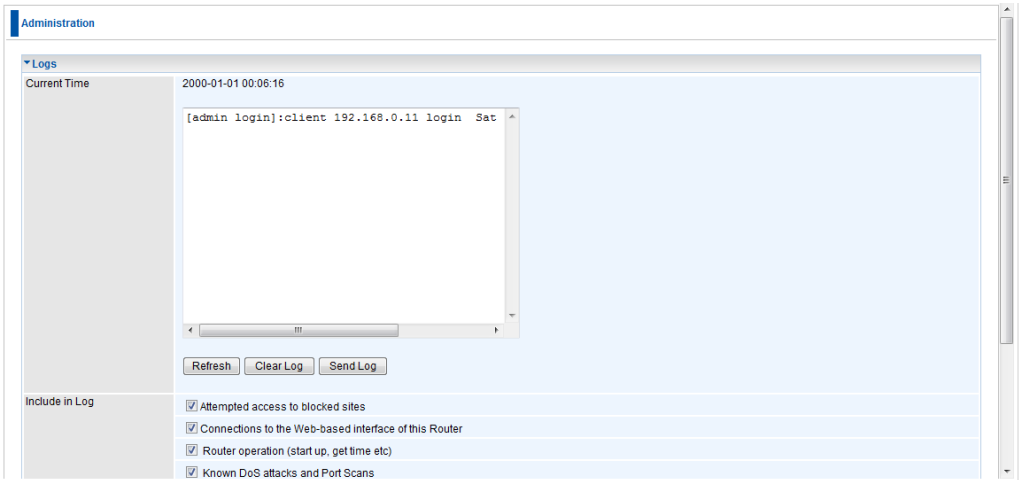 Administration
Logs
Current Time 2000-01-01 00:06:16
[admin login]:client 192.168.0.11 login  Sat
Refresh Clear Log Send Log
Include in Log
Attempted access to blocked sites
Connections to the Web-based interface of this Router
Router operation (start up, get time etc)
Known DoS attacks and Port Scans